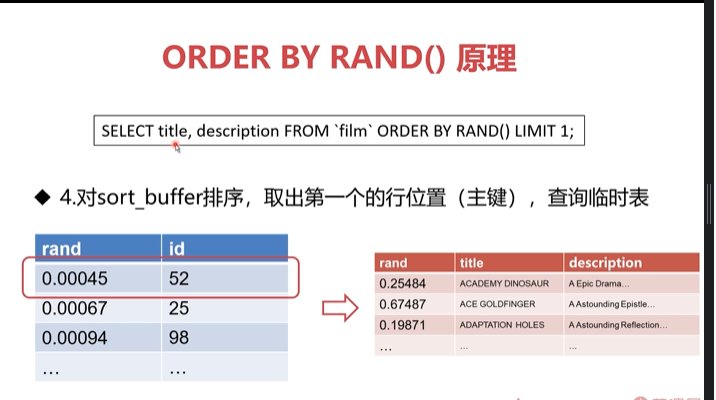 ORDER BY RAND() 原理
SELECT title, description FROM `film` ORDER BY RAND() LIMIT 1;
◆ 4.对sort_buffer排序，取出第一个的行位置（主键），查询临时表
rand id
0.00045 52
0.00067 25
0.00094 98
… …
rand title description
0.25484 ACADEMY DINOSAUR A Epic Drama…
0.67487 ACE GOLDFINGER A Astounding Epistle…
0.19871 ADAPTATION HOLES A Astounding Reflection…
… … …